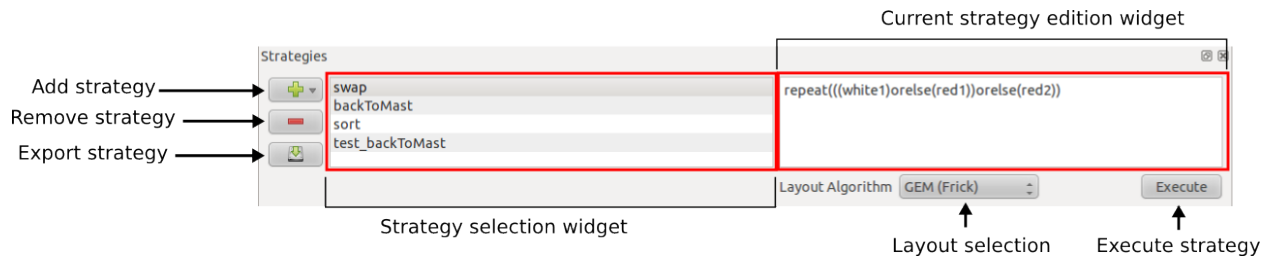 Current strategy edition widget
Strategies
Add strategy
Remove strategy
Export strategy
swap
backToMast
sort
test_backToMast
repeat(((white1)orelse(red1))orelse(red2))
Layout Algorithm GEM (Frick) Execute
Strategy selection widget
Layout selection Execute strategy